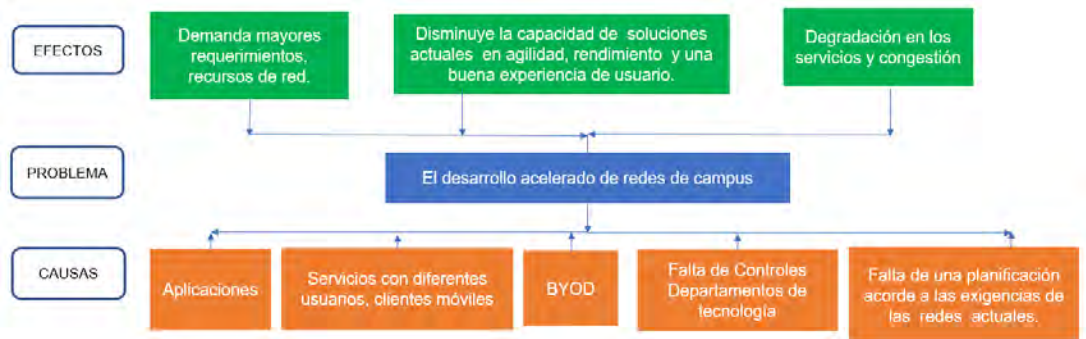 EFECTOS
Demanda mayores
requerimientos,
recursos de red.
Disminuye la capacidad de soluciones
actuales en agilidad, rendimiento y una
buena experiencia de usuario.
Degradación en los
servicios y congestión
PROBLEMA
El desarrollo acelerado de redes de campus
CAUSAS
Aplicaciones
Servicios con diferentes
usuarios, clientes móviles
BYOD
Falta de Controles
Departamentos de
tecnología
Falta de una planificación
acorde a las exigencias de
las redes actuales.